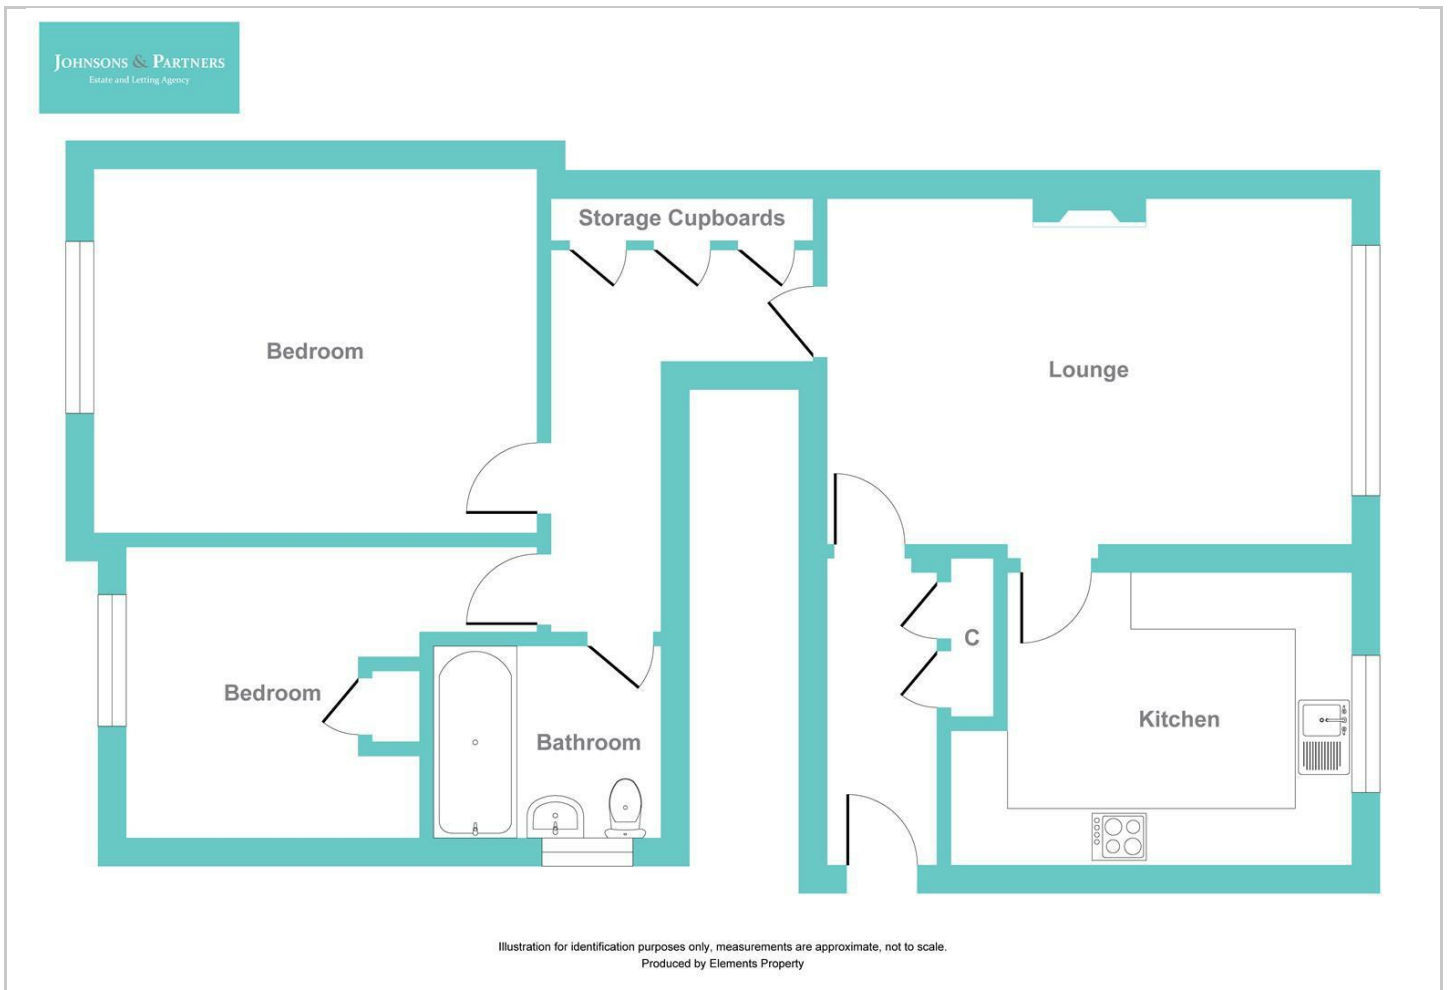 JOHNSONS & PARTNERS
Estate and Letting Agency
Storage Cupboards
Bedroom
Lounge
C
Bedroom
Kitchen
Bathroom
Illustration for identification purposes only, measurements are approximate, not to scale.
Produced by Elements Property